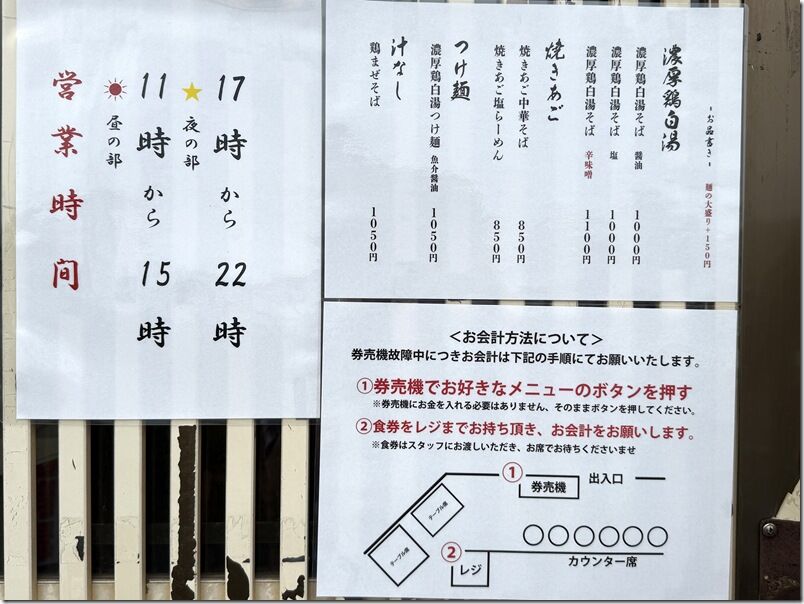 営業時間
昼の部
11時から15時
夜の部
17時から22時
-お品書き-
麺の大盛り+150円
濃厚鶏白湯
濃厚鶏白湯そば 醤油 1000円
濃厚鶏白湯そば 塩 1000円
濃厚鶏白湯そば 辛味噌 1100円
焼きあご
焼きあご中華そば 850円
焼きあご塩らーめん 850円
つけ麺
濃厚鶏白湯つけ麺 魚介醤油 1050円
汁なし
鶏まぜそば 1050円
＜お会計方法について＞
券売機故障中につきお会計は下記の手順にてお願いいたします。
①券売機でお好きなメニューのボタンを押す
※券売機にお金を入れる必要はありません、そのままボタンを押してください。
②食券をレジまでお持ち頂き、お会計をお願いします。
※食券はスタッフにお渡しいただき、お席でお待ちくださいませ
①
券売機
出入口
テーブル席
テーブル席
②
レジ
カウンター席